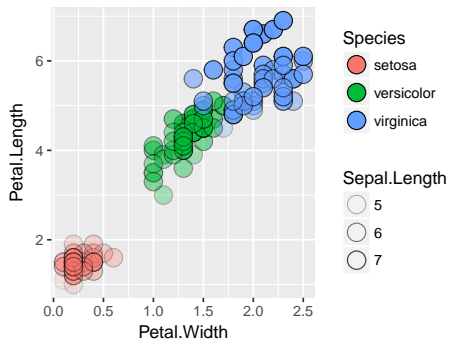 6
4
2
0.0 0.5 1.0 1.5 2.0 2.5
Petal.Length
Petal.Width
Species
setosa
versicolor
virginica
Sepal.Length
5
6
7